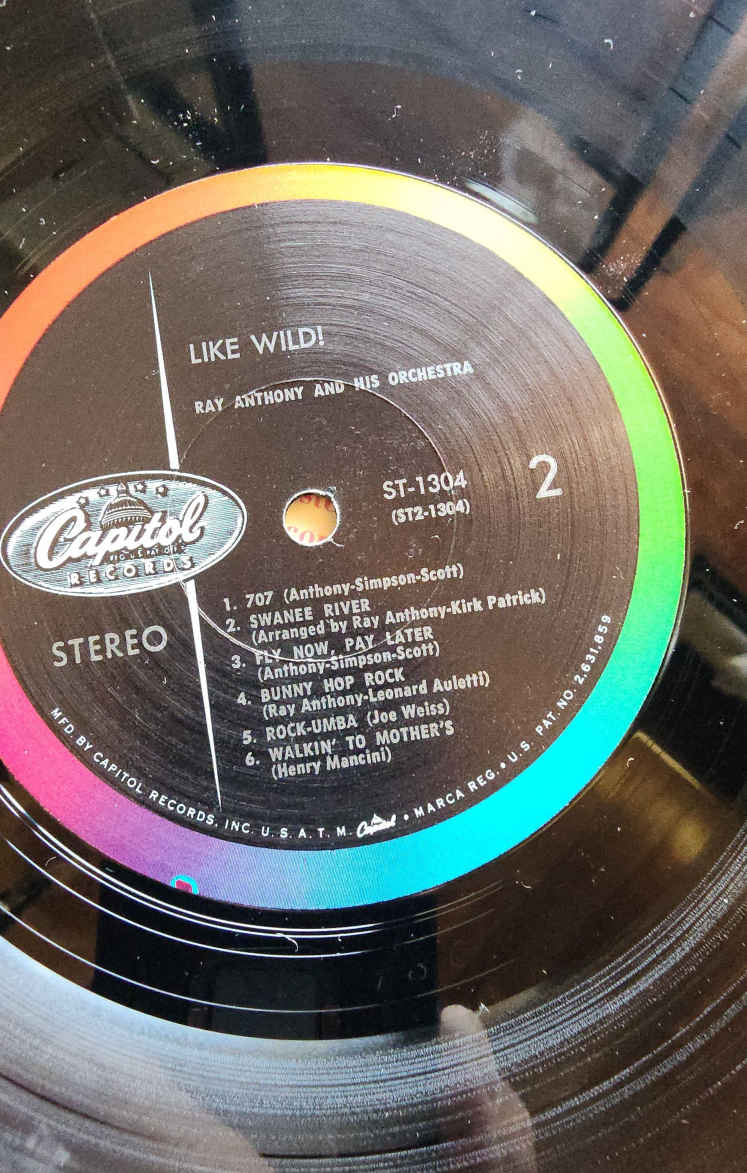 LIKE WILD!
RAY ANTHONY AND HIS ORCHESTRA
ST-1304
(ST2-1304)
2
Capitol
RECORDS
STEREO
1. 707 (Anthony-Simpson-Scott)
2. SWANEE RIVER
(Arranged by Ray Anthony-Kirk Patrick)
3. FLY NOW, PAY LATER
(Anthony-Simpson-Scott)
4. BUNNY HOP ROCK
(Ray Anthony-Leonard Auletti)
5. ROCK-UMBA (Joe Weiss)
6. WALKIN' TO MOTHER'S
(Henry Mancini)
MFD. BY CAPITOL RECORDS, INC. U. S. A. T. M. Capitol • MARCA REG. • U. S. PAT. NO. 2,631,859